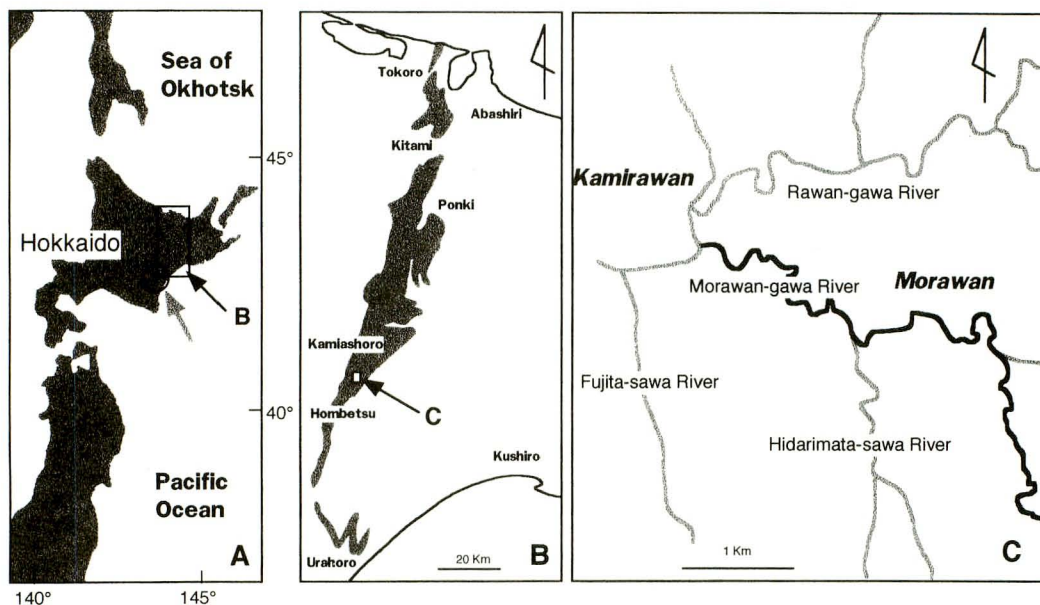 Sea of
Okhotsk
45°
Hokkaido
B
40°
Pacific
Ocean
A
140°
145°
Tokoro
Abashiri
Kitami
Ponki
Kamiashoro
C
Hombetsu
Kushiro
Urahoro
20 Km
B
Kamirawan
Rawan-gawa River
Morawan-gawa River
Morawan
Fujita-sawa River
Hidarimata-sawa River
1 Km
C